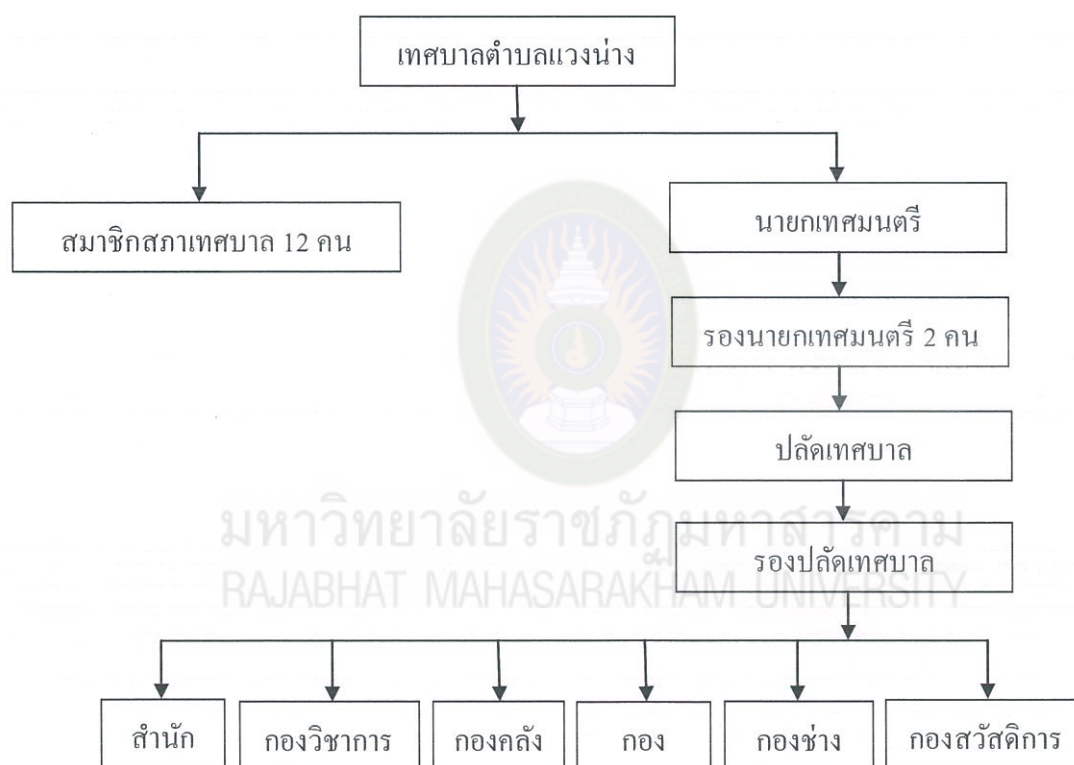 เทศบาลตำบลแวงน่าง
สมาชิกสภาเทศบาล 12 คน
นายกเทศมนตรี
รองนายกเทศมนตรี 2 คน
ปลัดเทศบาล
มหาวิทยาลัยราชภัฏมหาสารคาม
RAJABHAT MAHASARAKHAM UNIVERSITY
รองปลัดเทศบาล
สำนัก
กองวิชาการ
กองคลัง
กอง
กองช่าง
กองสวัสดิการ